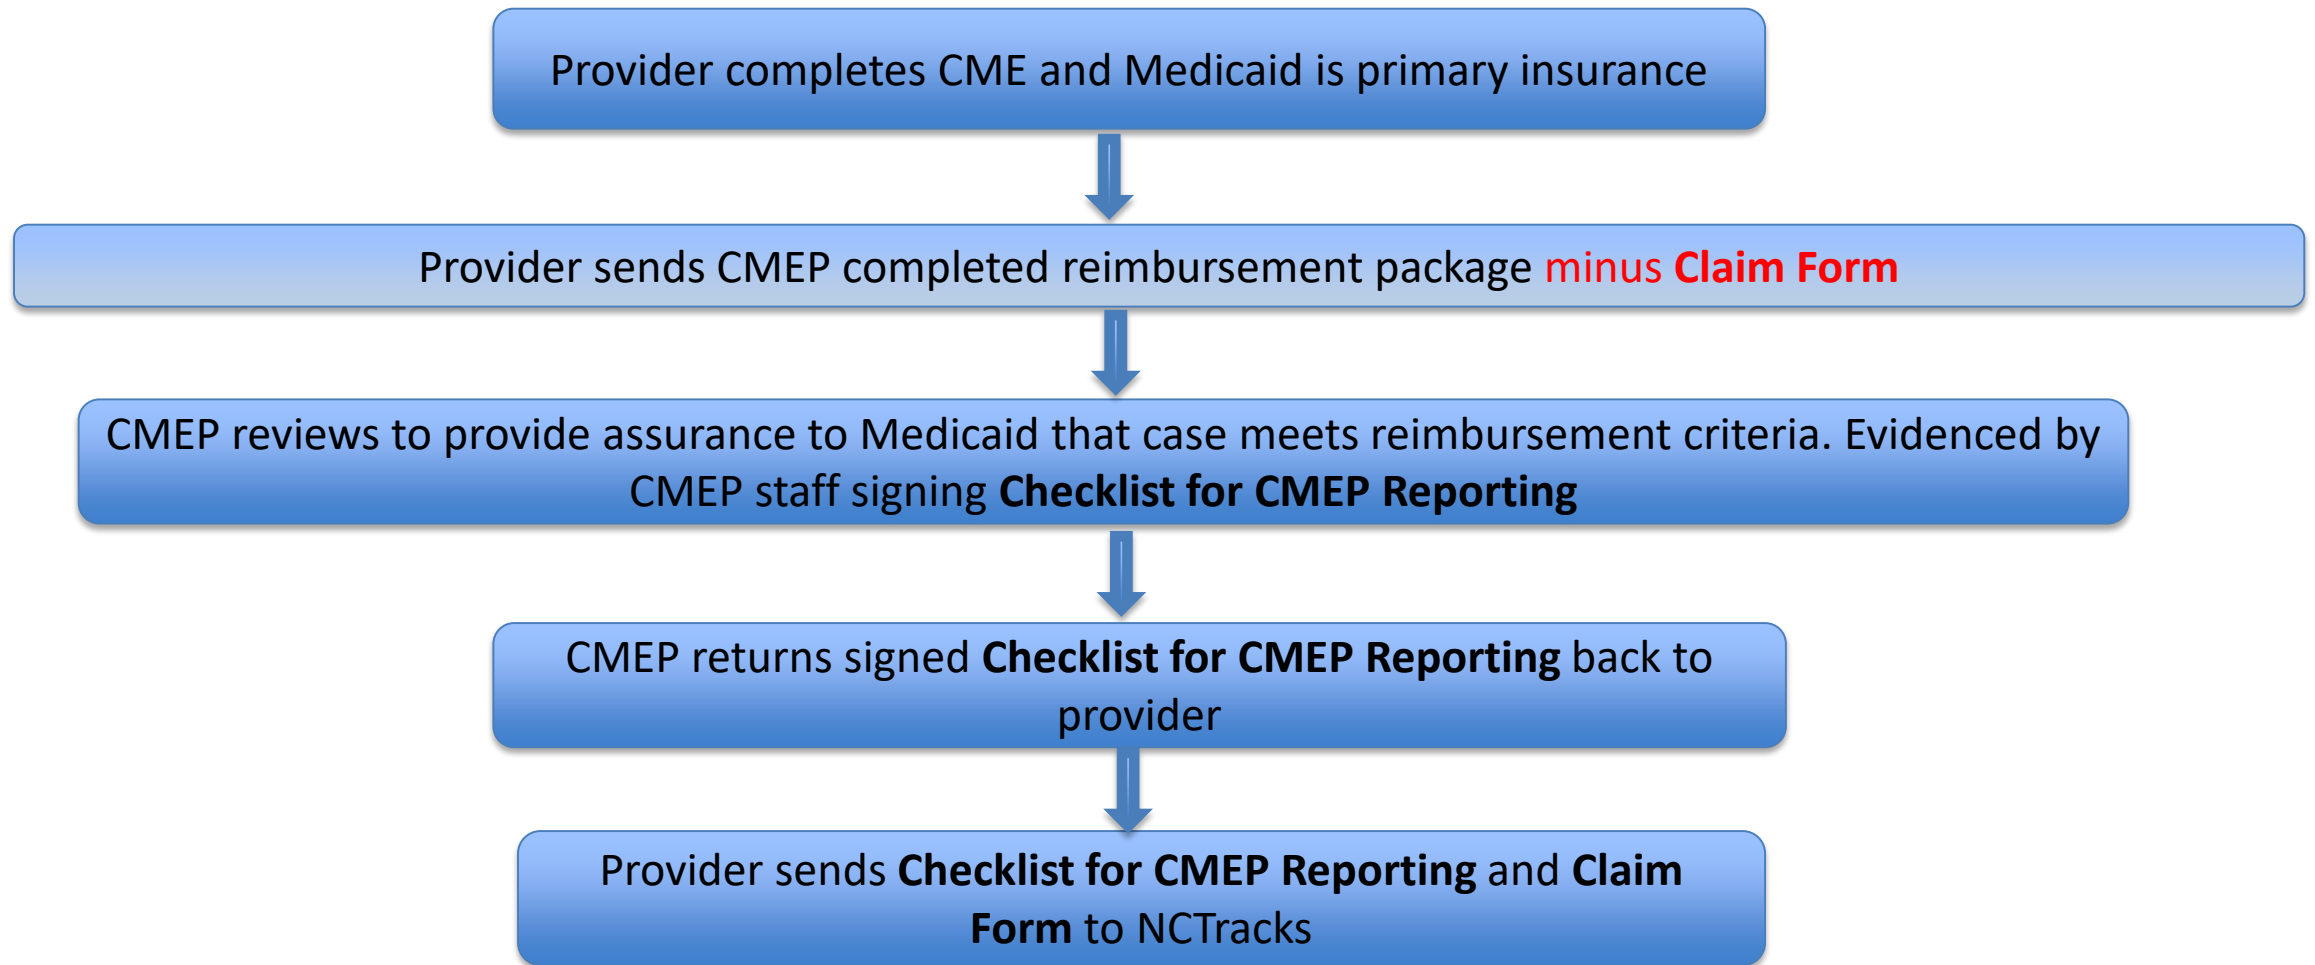 Provider completes CME and Medicaid is primary insurance
Provider sends CMEP completed reimbursement package minus Claim Form
CMEP reviews to provide assurance to Medicaid that case meets reimbursement criteria. Evidenced by
CMEP staff signing Checklist for CMEP Reporting
CMEP returns signed Checklist for CMEP Reporting back to
provider
Provider sends Checklist for CMEP Reporting and Claim
Form to NCTracks